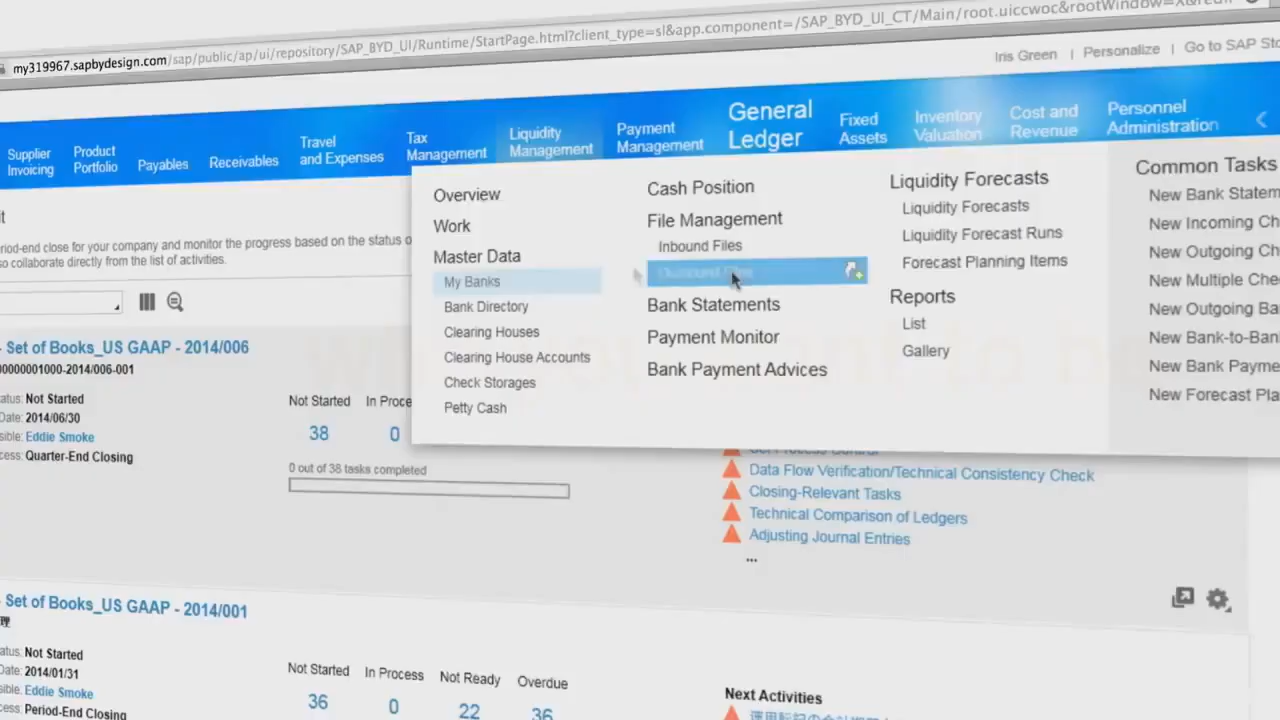 my319967.sapbydesign.com/sap/public/ap/ui/repository/SAP_BYD_UI/Runtime/StartPage.html?client_type=sl&app.component=/SAP_BYD_UI_CT/Main/root.uiccwoc&rootWindow=X&redir
Iris Green | Personalize | Go to SAP Sto
Supplier Invoicing
Product Portfolio
Payables
Receivables
Travel and Expenses
Tax Management
Liquidity Management
Payment Management
General Ledger
Fixed Assets
Inventory Valuation
Cost and Revenue
Personnel Administration
Overview
Work
Master Data
My Banks
Bank Directory
Clearing Houses
Clearing House Accounts
Check Storages
Petty Cash
Cash Position
File Management
Inbound Files
Outbound Files
Bank Statements
Payment Monitor
Bank Payment Advices
Liquidity Forecasts
Liquidity Forecasts
Liquidity Forecast Runs
Forecast Planning Items
Reports
List
Gallery
Common Tasks
New Bank Statem
New Incoming Ch
New Outgoing Ch
New Multiple Che
New Outgoing Ba
New Bank-to-Ban
New Bank Payme
New Forecast Pla
it
riod-end close for your company and monitor the progress based on the status o
so collaborate directly from the list of activities.
- Set of Books_US GAAP - 2014/006
00000001000-2014/006-001
atus: Not Started
Date: 2014/06/30
sible: Eddie Smoke
cess: Quarter-End Closing
Not Started
In Proce
38
0
0 out of 38 tasks completed
Data Flow Verification/Technical Consistency Check
Closing-Relevant Tasks
Technical Comparison of Ledgers
Adjusting Journal Entries
...
- Set of Books_US GAAP - 2014/001
理
atus: Not Started
Date: 2014/01/31
sible: Eddie Smoke
cess: Period-End Closing
Not Started
In Process
Not Ready
Overdue
36
0
22
36
Next Activities